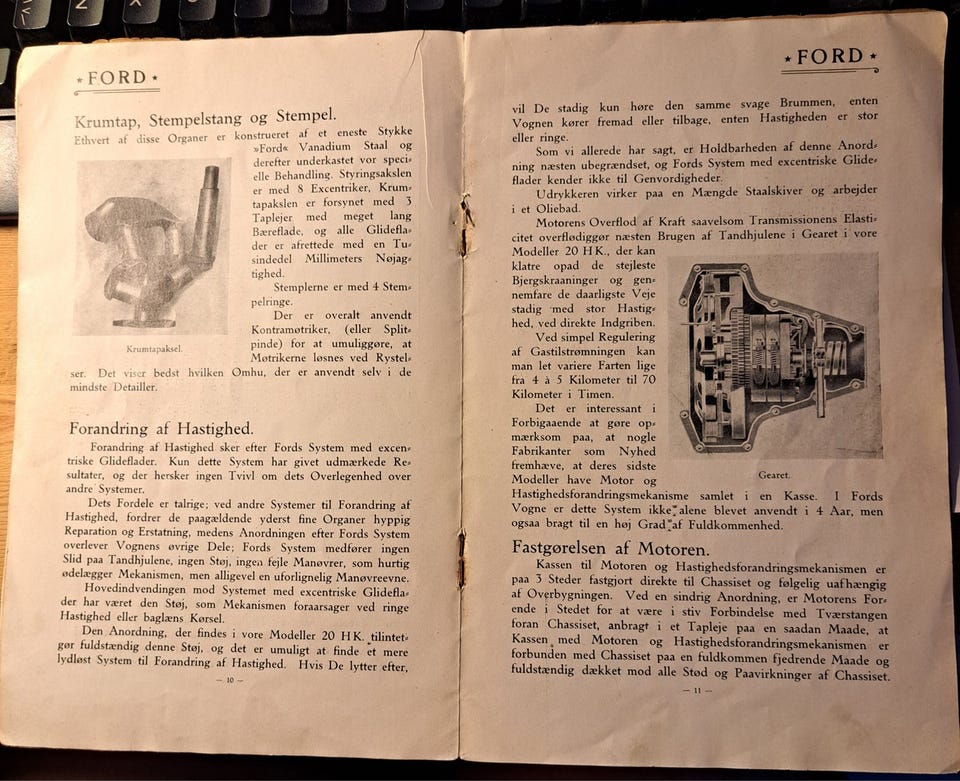 FORD
Krumtap, Stempelstang og Stempel.
Ethvert af disse Organer er konstrueret af et eneste Stykke
»Ford« Vanadium Staal og
derefter underkastet vor speci-
elle Behandling. Styringsakslen
er med 8 Excentriker, Krum-
tapakslen er forsynet med 3
Taplejer med meget lang
Bæreflade, og alle Glidefla-
der er afrettede med en Tu-
sindedel Millimeters Nøjag-
tighed.
Stemplerne er med 4 Stem-
pelringe.
Der er overalt anvendt
Kontramøtriker, (eller Split-
pinde) for at umuliggøre, at
Møtrikerne løsnes ved Rystel-
ser. Det viser bedst hvilken Omhu, der er anvendt selv i de
mindste Detailler.
Krumtapaksel.
Forandring af Hastighed.
Forandring af Hastighed sker efter Fords System med excen-
triske Glideflader. Kun dette System har givet udmærkede Re-
sultater, og der hersker ingen Tvivl om dets Overlegenhed over
andre Systemer.
Dets Fordele er talrige; ved andre Systemer til Forandring af
Hastighed, fordrer de paagældende yderst fine Organer hyppig
Reparation og Erstatning, medens Anordningen efter Fords System
overlever Vognens øvrige Dele; Fords System medfører ingen
Slid paa Tandhjulene, ingen Støj, ingen fejle Manøvrer, som hurtig
ødelægger Mekanismen, men alligevel en uforlignelig Manøvreevne.
Hovedindvendingen mod Systemet med excentriske Glidefla-
der har været den Støj, som Mekanismen foraarsager ved ringe
Hastighed eller baglæns Kørsel.
Den Anordning, der findes i vore Modeller 20 HK. tilintet-
gør fuldstændig denne Støj, og det er umuligt at finde et mere
lydløst System til Forandring af Hastighed. Hvis De lytter efter,
— 10 —
FORD
vil De stadig kun høre den samme svage Brummen, enten
Vognen kører fremad eller tilbage, enten Hastigheden er stor
eller ringe.
Som vi allerede har sagt, er Holdbarheden af denne Anord-
ning næsten ubegrændset, og Fords System med excentriske Glide-
flader kender ikke til Genvordigheder.
Udrykkeren virker paa en Mængde Staalskiver og arbejder
i et Oliebad.
Motorens Overflod af Kraft saavelsom Transmissionens Elasti-
citet overflødiggør næsten Brugen af Tandhjulene i Gearet i vore
Modeller 20 HK., der kan
klatre opad de stejleste
Bjergskraaninger og gen-
nemfare de daarligste Veje
stadig med stor Hastig-
hed, ved direkte Indgriben.
Ved simpel Regulering
af Gastilstrømningen kan
man let variere Farten lige
fra 4 à 5 Kilometer til 70
Kilometer i Timen.
Det er interessant i
Forbigaaende at gøre op-
mærksom paa, at nogle
Fabrikanter som Nyhed
fremhæve, at deres sidste
Modeller have Motor og
Hastighedsforandringsmekanisme samlet i en Kasse. I Fords
Vogne er dette System ikke alene blevet anvendt i 4 Aar, men
ogsaa bragt til en høj Grad af Fuldkommenhed.
Gearet.
Fastgørelsen af Motoren.
Kassen til Motoren og Hastighedsforandringsmekanismen er
paa 3 Steder fastgjort direkte til Chassiset og følgelig uafhængig
af Overbygningen. Ved en sindrig Anordning, er Motorens For-
ende i Stedet for at være i stiv Forbindelse med Tværstangen
foran Chassiset, anbragt i et Tapleje paa en saadan Maade, at
Kassen med Motoren og Hastighedsforandringsmekanismen er
forbunden med Chassiset paa en fuldkommen fjedrende Maade og
fuldstændig dækket mod alle Stød og Paavirkninger af Chassiset.
— 11 —